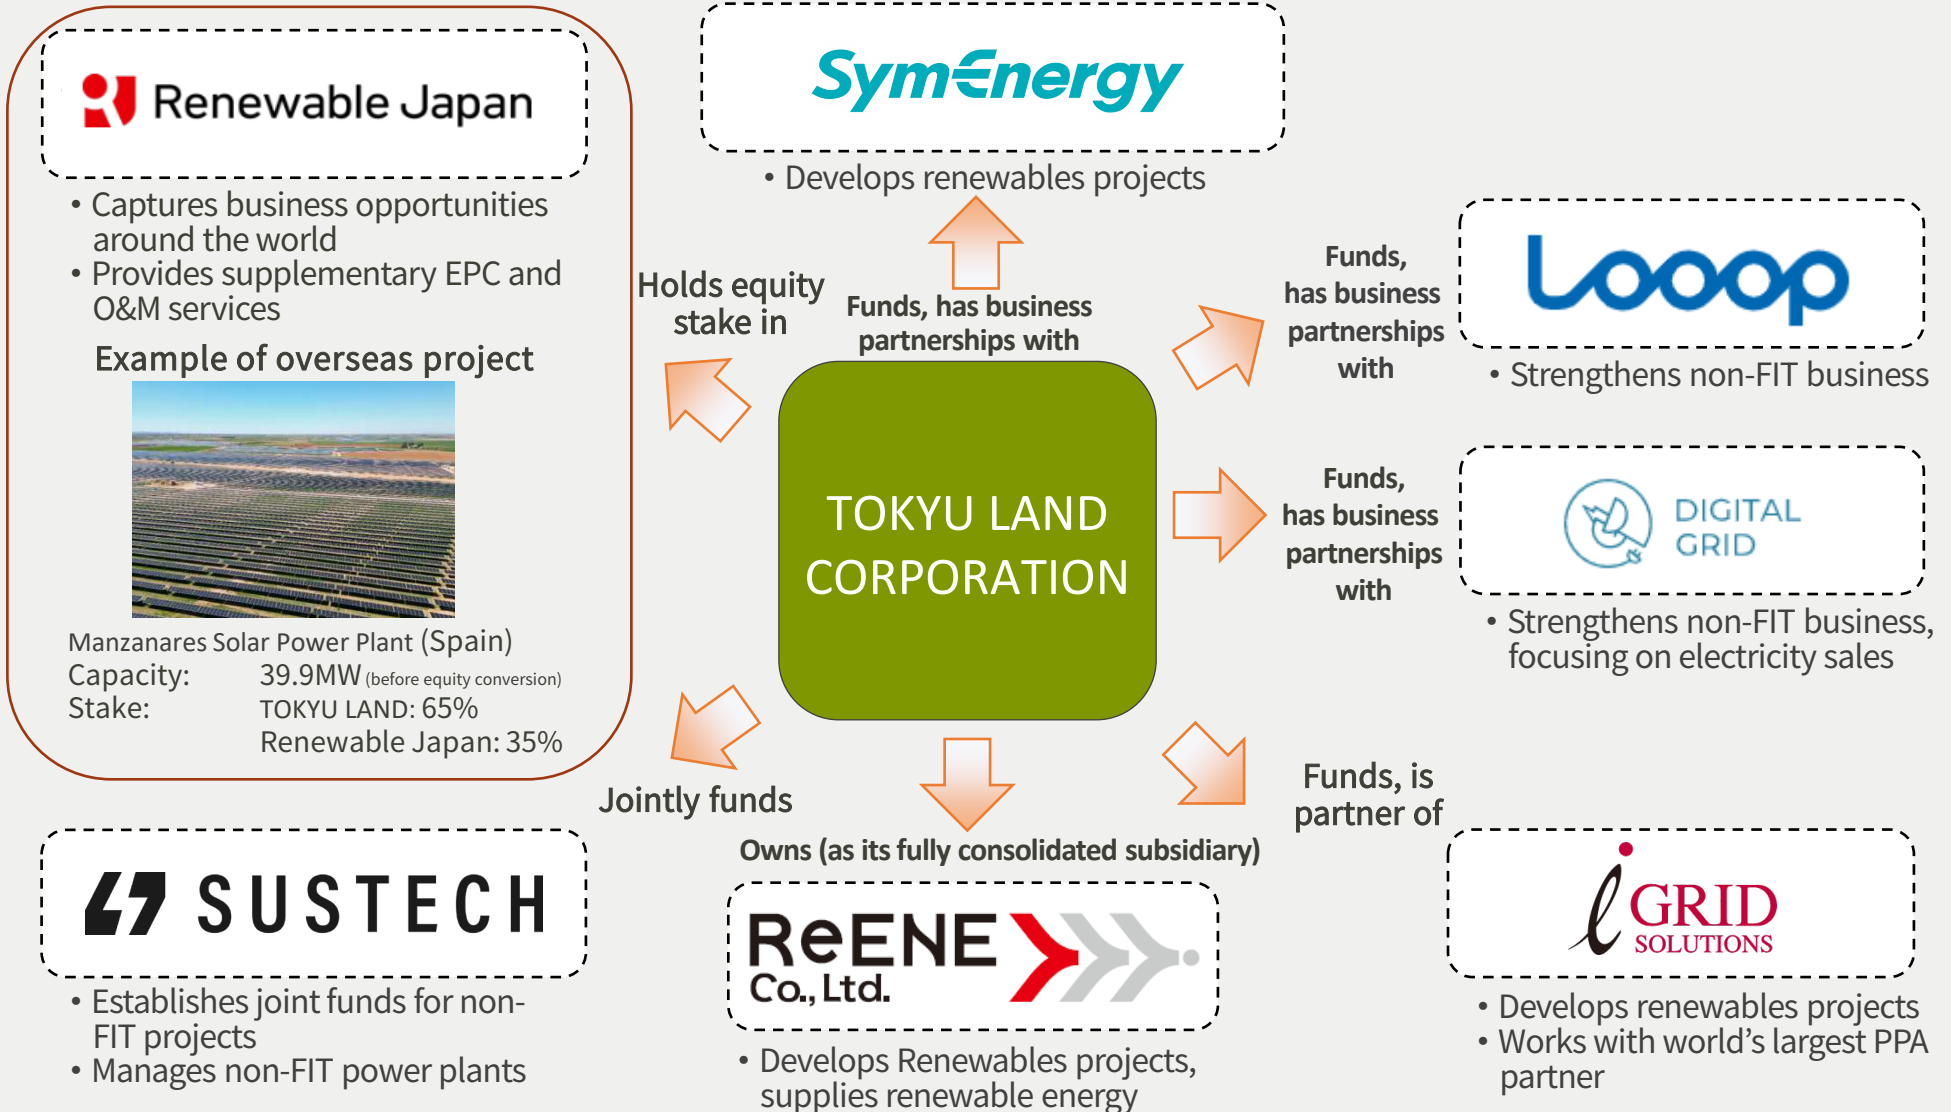 Renewable Japan
• Captures business opportunities
around the world
• Provides supplementary EPC and
O&M services
Example of overseas project
Manzanares Solar Power Plant (Spain)
Capacity: 39.9MW (before equity conversion)
Stake: TOKYU LAND: 65%
Renewable Japan: 35%
SymEnergy
• Develops renewables projects
Holds equity
stake in
Funds, has business
partnerships with
Funds,
has business
partnerships
with
Looop
• Strengthens non-FIT business
TOKYU LAND
CORPORATION
Funds,
has business
partnerships
with
DIGITAL
GRID
• Strengthens non-FIT business,
focusing on electricity sales
Jointly funds
SUSTECH
• Establishes joint funds for non-
FIT projects
• Manages non-FIT power plants
Owns (as its fully consolidated subsidiary)
ReENE
Co., Ltd.
• Develops Renewables projects,
supplies renewable energy
Funds, is
partner of
i GRID
SOLUTIONS
• Develops renewables projects
• Works with world's largest PPA
partner